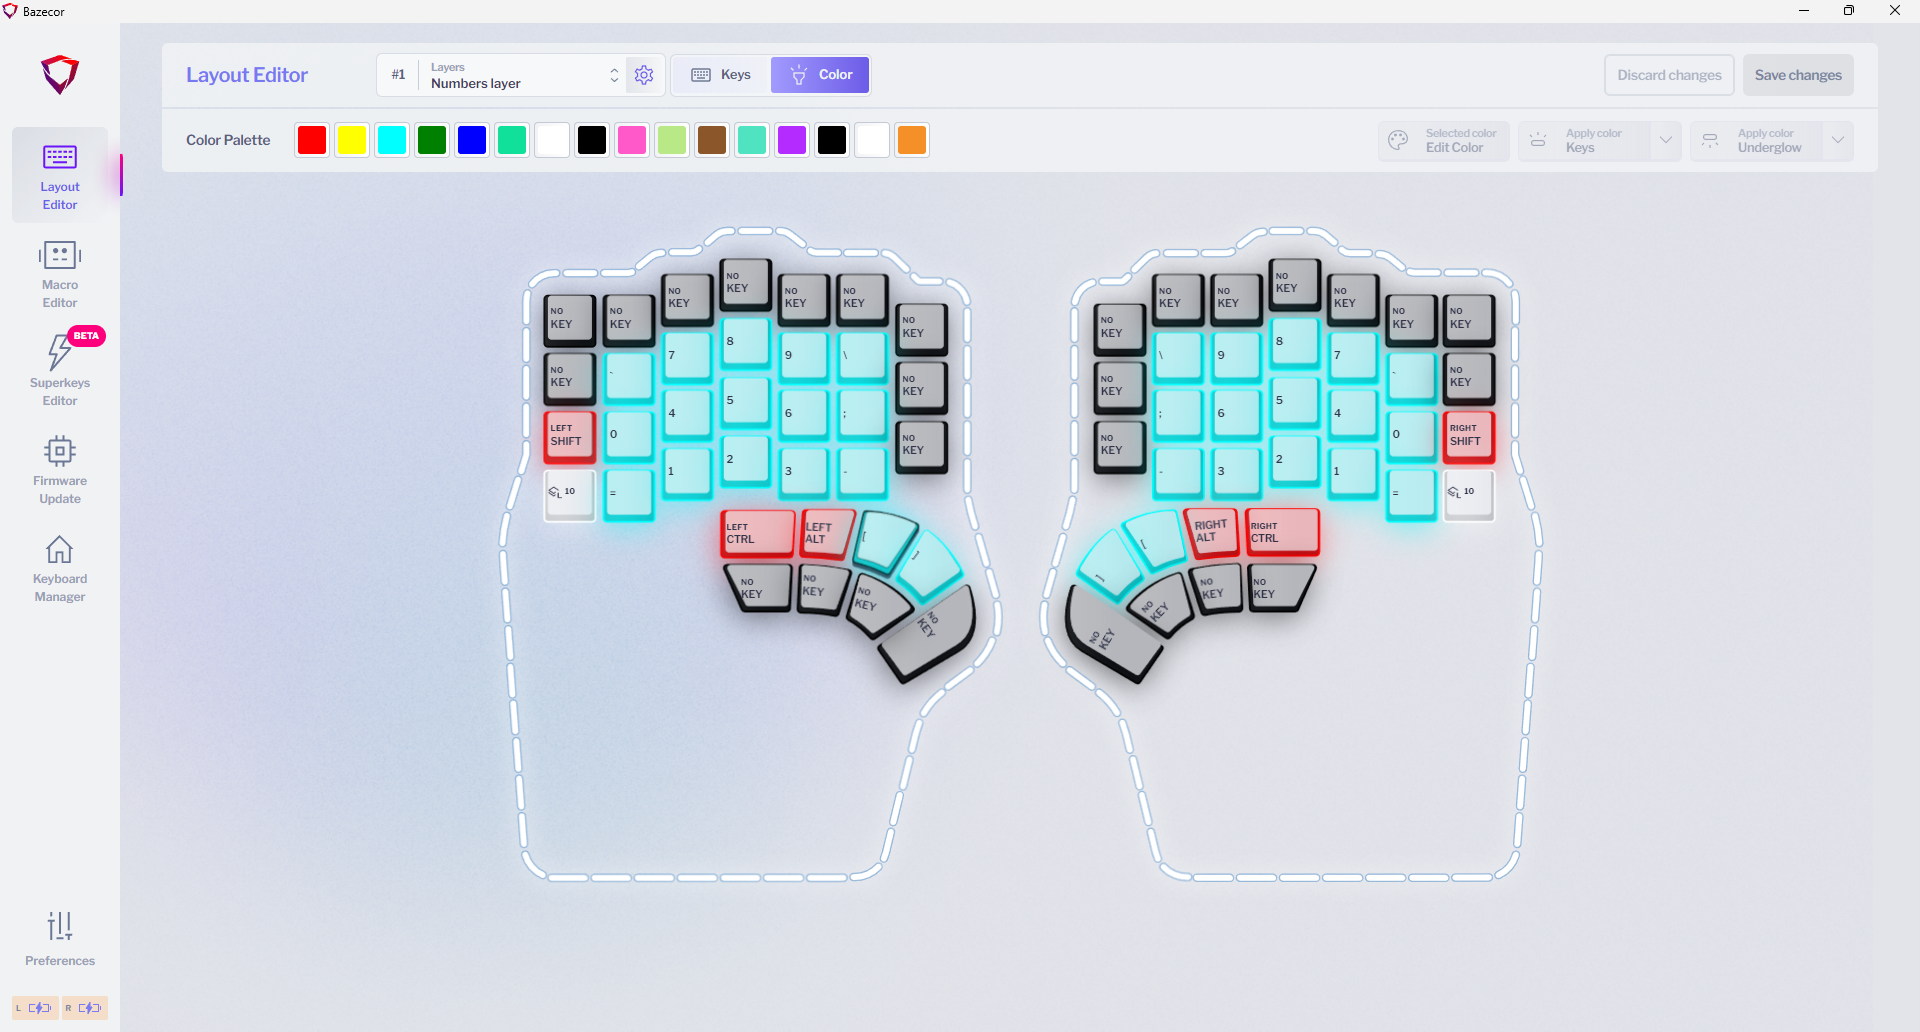 Bazecor
Layout Editor
#1
Layers
Numbers layer
Keys
Color
Discard changes
Save changes
Color Palette
Selected color
Edit Color
Apply color
Keys
Apply color
Underglow
Layout
Editor
Macro
Editor
BETA
Superkeys
Editor
Firmware
Update
Keyboard
Manager
Preferences
L
R
NO KEY
NO KEY
NO KEY
NO KEY
NO KEY
NO KEY
NO KEY
NO KEY
7
8
9
\
NO KEY
LEFT SHIFT
0
4
5
6
;
NO KEY
L 10
=
1
2
3
-
LEFT CTRL
LEFT ALT
[
]
NO KEY
NO KEY
NO KEY
NO KEY
NO KEY
NO KEY
NO KEY
NO KEY
NO KEY
NO KEY
NO KEY
NO KEY
\
9
8
7
`
NO KEY
NO KEY
;
6
5
4
0
RIGHT SHIFT
-
3
2
1
=
L 10
]
[
RIGHT ALT
RIGHT CTRL
NO KEY
NO KEY
NO KEY
NO KEY